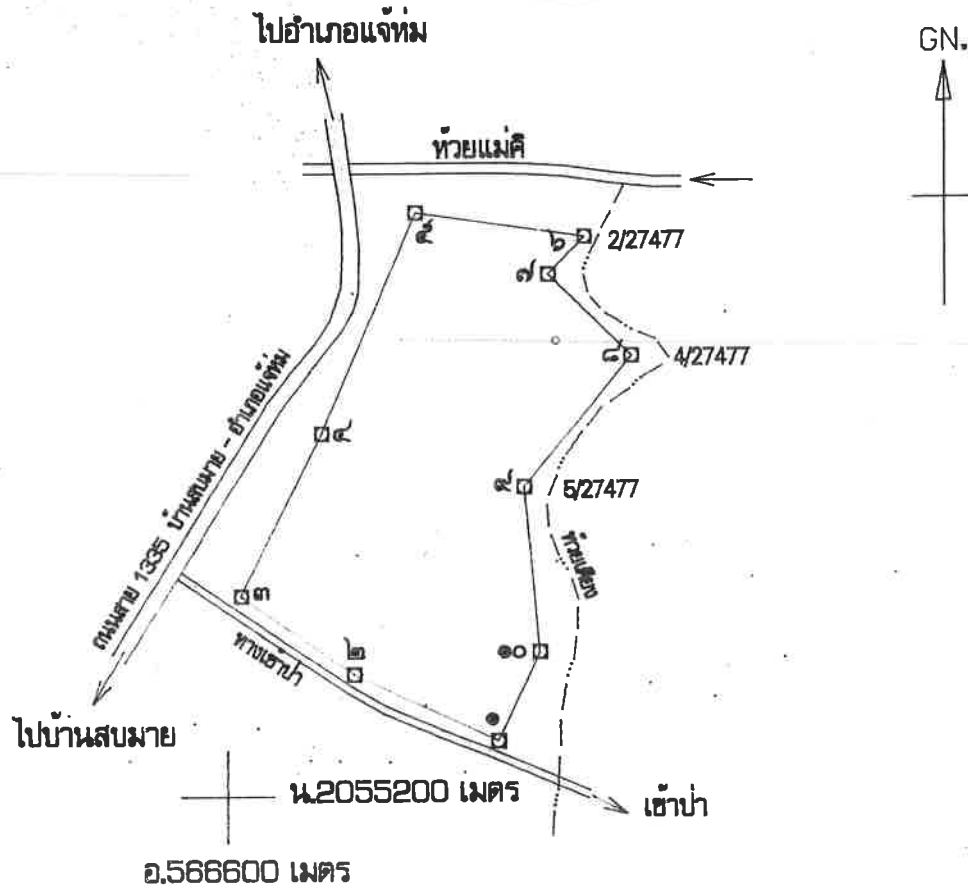 ไปอำเภอแจ้ห่ม
GN.
ห้วยแม่คิ
๕
๖
2/27477
๗
๘
4/27477
ถนนสาย 1335 บ้านสบมาย - อำเภอแจ้ห่ม
๔
๙
5/27477
ห้วยเดียง
๓
ทางเข้าป่า
๒
๑๐
๑
ไปบ้านสบมาย
น.2055200 เมตร
เข้าป่า
อ.566600 เมตร